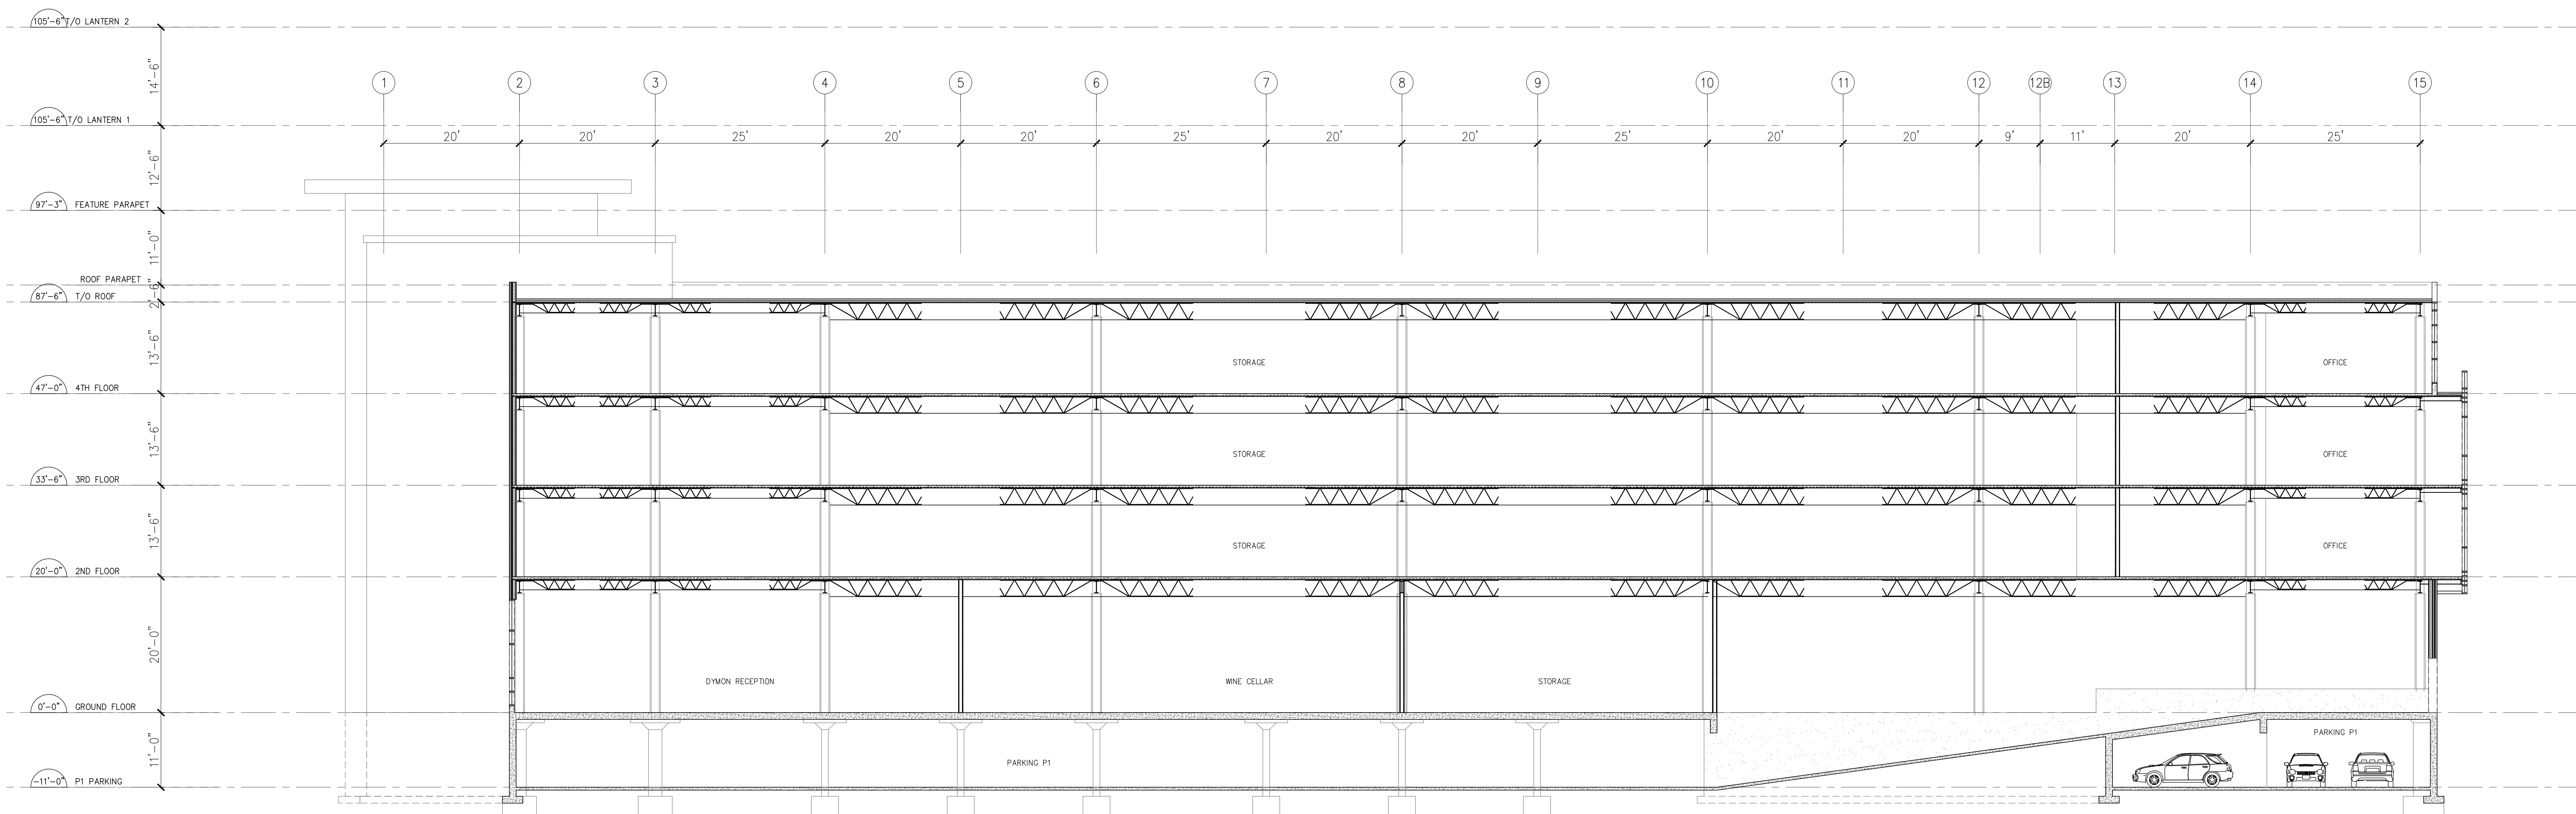 105'-6" T/O LANTERN 2
14'-6"
1 2 3 4 5 6 7 8 9 10 11 12 12B 13 14 15
105'-6" T/O LANTERN 1
20' 20' 25' 20' 20' 25' 20' 20' 25' 20' 20' 9' 11' 20' 25'
12'-6"
97'-3" FEATURE PARAPET
11'-0"
ROOF PARAPET
2'-6"
87'-6" T/O ROOF
13'-6"
STORAGE OFFICE
47'-0" 4TH FLOOR
13'-6"
STORAGE OFFICE
33'-6" 3RD FLOOR
13'-6"
STORAGE OFFICE
20'-0" 2ND FLOOR
20'-0"
DYMON RECEPTION WINE CELLAR STORAGE
0'-0" GROUND FLOOR
PARKING P1
11'-0"
PARKING P1
-11'-0" P1 PARKING